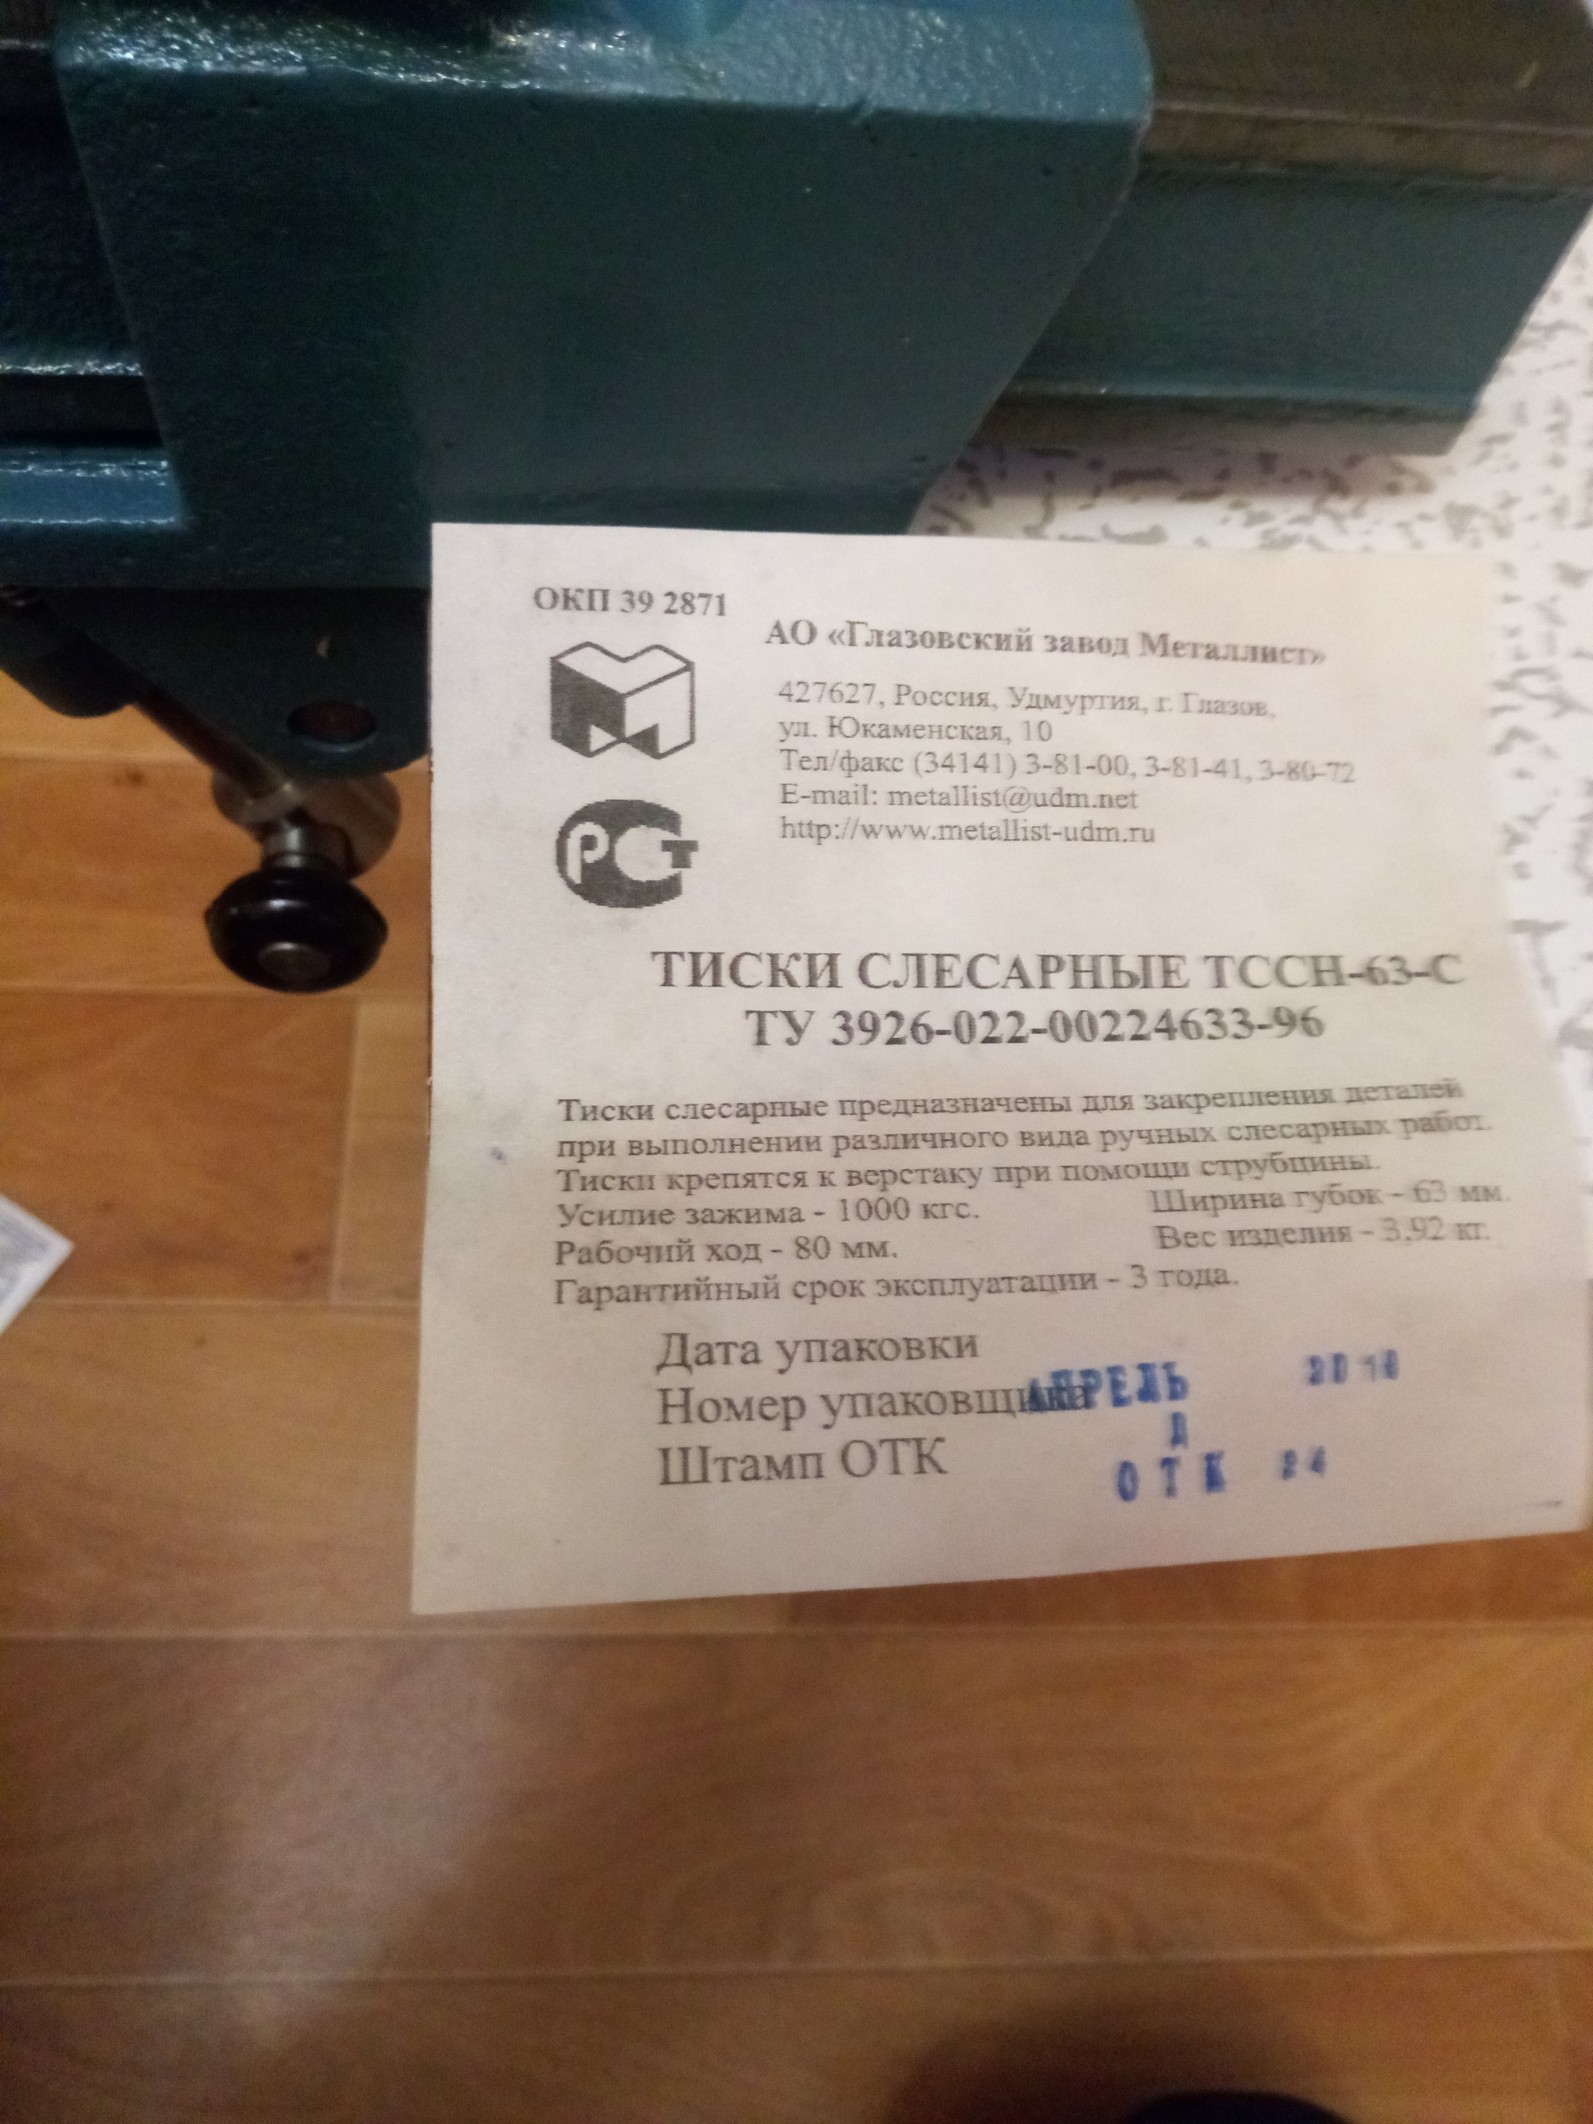 ОКП 39 2871
АО «Глазовский завод Металлист»
427627, Россия, Удмуртия, г. Глазов,
ул. Юкаменская, 10
Тел/факс (34141) 3-81-00, 3-81-41, 3-80-72
E-mail: metallist@udm.net
http://www.metallist-udm.ru
РСТ
ТИСКИ СЛЕСАРНЫЕ ТССН-63-С
ТУ 3926-022-00224633-96
Тиски слесарные предназначены для закрепления деталей
при выполнении различного вида ручных слесарных работ.
Тиски крепятся к верстаку при помощи струбцины.
Усилие зажима - 1000 кгс. Ширина губок - 63 мм.
Рабочий ход - 80 мм. Вес изделия - 3,92 кг.
Гарантийный срок эксплуатации - 3 года.
Дата упаковки
АПРЕЛЬ
Номер упаковщика
Штамп ОТК
ОТК 24